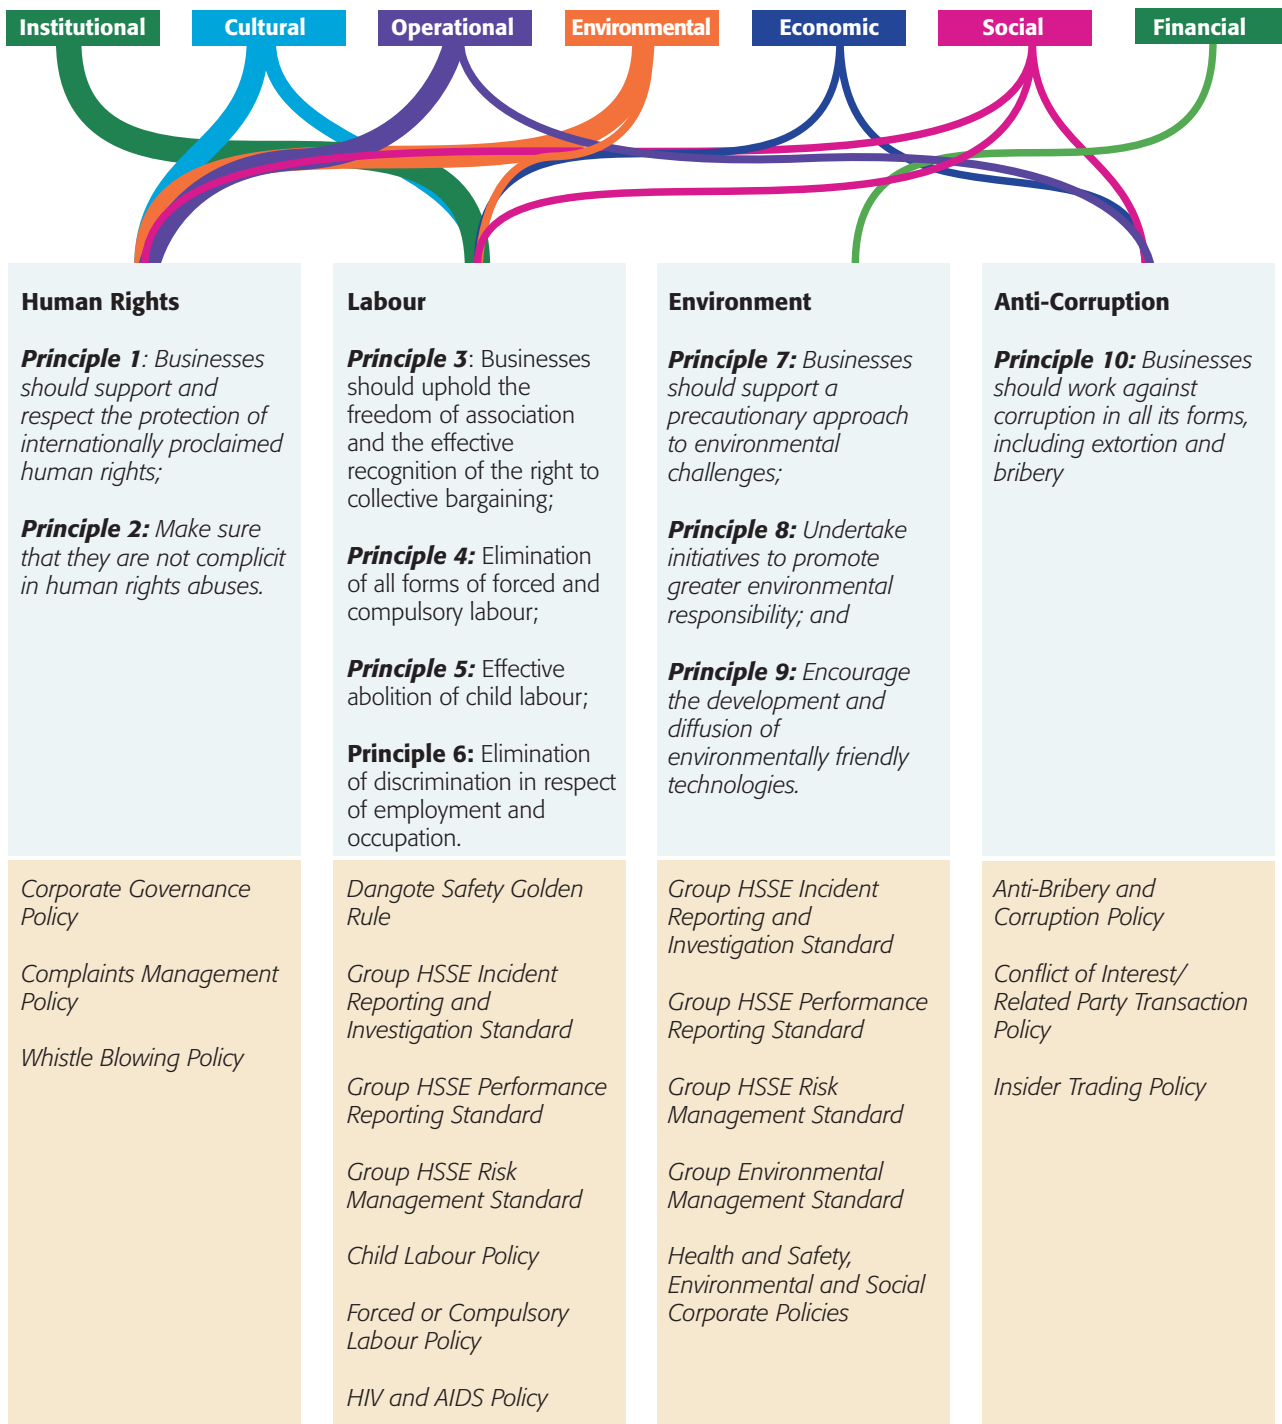 Institutional
Cultural
Operational
Environmental
Economic
Social
Financial
Human Rights
Principle 1: Businesses
should support and
respect the protection of
internationally proclaimed
human rights;
Principle 2: Make sure
that they are not complicit
in human rights abuses.
Labour
Principle 3: Businesses
should uphold the
freedom of association
and the effective
recognition of the right to
collective bargaining;
Principle 4: Elimination
of all forms of forced and
compulsory labour;
Principle 5: Effective
abolition of child labour;
Principle 6: Elimination
of discrimination in respect
of employment and
occupation.
Environment
Principle 7: Businesses
should support a
precautionary approach
to environmental
challenges;
Principle 8: Undertake
initiatives to promote
greater environmental
responsibility; and
Principle 9: Encourage
the development and
diffusion of
environmentally friendly
technologies.
Anti-Corruption
Principle 10: Businesses
should work against
corruption in all its forms,
including extortion and
bribery
Corporate Governance
Policy
Complaints Management
Policy
Whistle Blowing Policy
Dangote Safety Golden
Rule
Group HSSE Incident
Reporting and
Investigation Standard
Group HSSE Performance
Reporting Standard
Group HSSE Risk
Management Standard
Child Labour Policy
Forced or Compulsory
Labour Policy
HIV and AIDS Policy
Group HSSE Incident
Reporting and
Investigation Standard
Group HSSE Performance
Reporting Standard
Group HSSE Risk
Management Standard
Group Environmental
Management Standard
Health and Safety,
Environmental and Social
Corporate Policies
Anti-Bribery and
Corruption Policy
Conflict of Interest/
Related Party Transaction
Policy
Insider Trading Policy